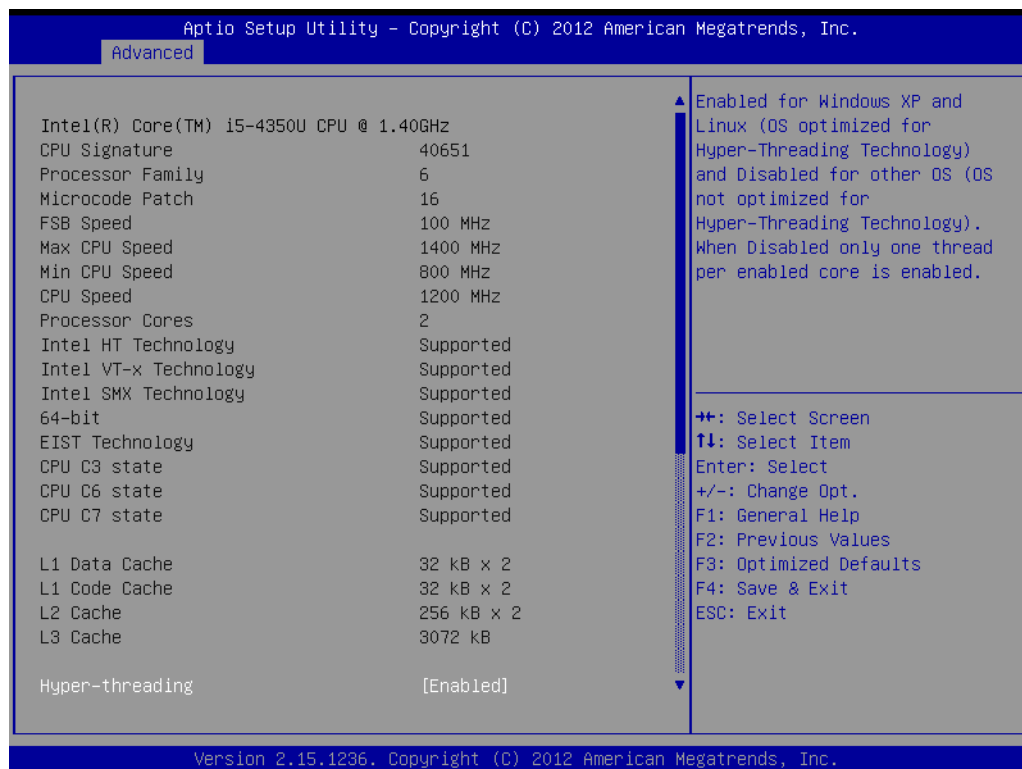 Aptio Setup Utility – Copyright (C) 2012 American Megatrends, Inc.
Advanced
Intel(R) Core(TM) i5-4350U CPU @ 1.40GHz
CPU Signature 40651
Processor Family 6
Microcode Patch 16
FSB Speed 100 MHz
Max CPU Speed 1400 MHz
Min CPU Speed 800 MHz
CPU Speed 1200 MHz
Processor Cores 2
Intel HT Technology Supported
Intel VT-x Technology Supported
Intel SMX Technology Supported
64-bit Supported
EIST Technology Supported
CPU C3 state Supported
CPU C6 state Supported
CPU C7 state Supported
L1 Data Cache 32 kB x 2
L1 Code Cache 32 kB x 2
L2 Cache 256 kB x 2
L3 Cache 3072 kB
Hyper-threading [Enabled]
Enabled for Windows XP and
Linux (OS optimized for
Hyper-Threading Technology)
and Disabled for other OS (OS
not optimized for
Hyper-Threading Technology).
When Disabled only one thread
per enabled core is enabled.
→←: Select Screen
↑↓: Select Item
Enter: Select
+/-: Change Opt.
F1: General Help
F2: Previous Values
F3: Optimized Defaults
F4: Save & Exit
ESC: Exit
Version 2.15.1236. Copyright (C) 2012 American Megatrends, Inc.